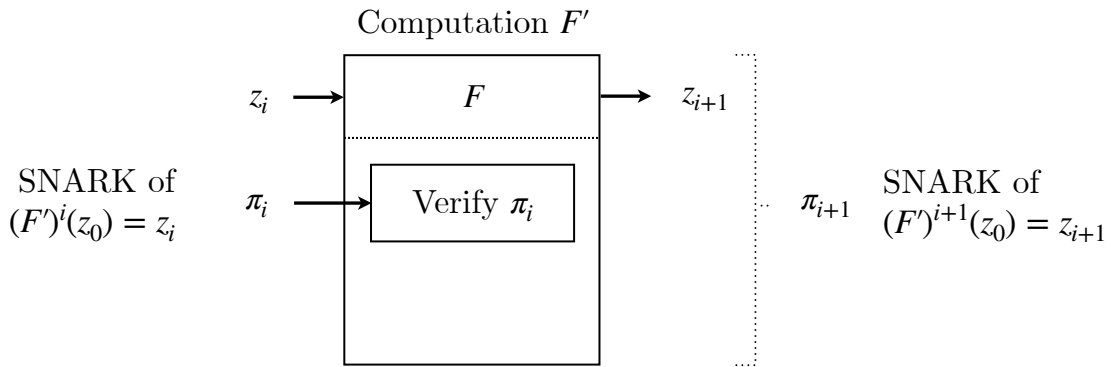 Computation F′
z_i
F
z_{i+1}
SNARK of
(F′)^i(z_0) = z_i
π_i
Verify π_i
π_{i+1}
SNARK of
(F′)^{i+1}(z_0) = z_{i+1}